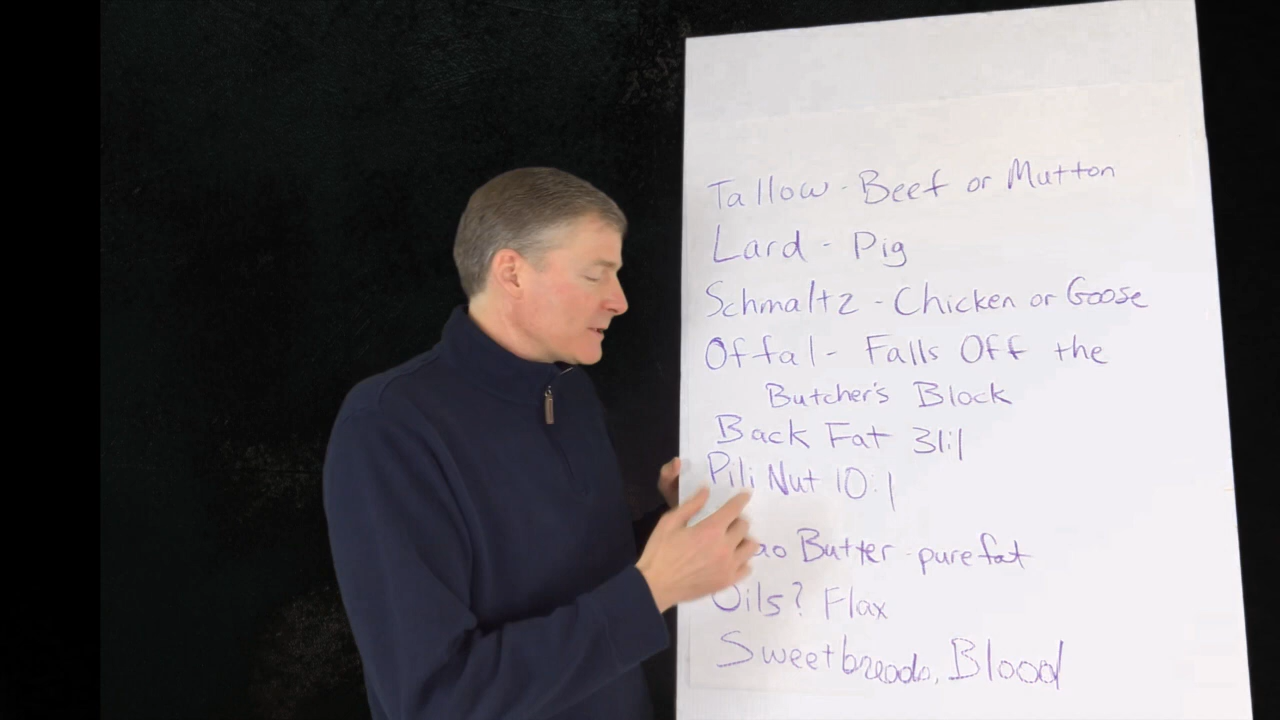 Tallow - Beef or Mutton
Lard - Pig
Schmaltz - Chicken or Goose
Offal - Falls Off the
Butcher's Block
Back Fat 31:1
Pili Nut 10:1
ao Butter - pure fat
Oils? Flax
Sweetbreads, Blood